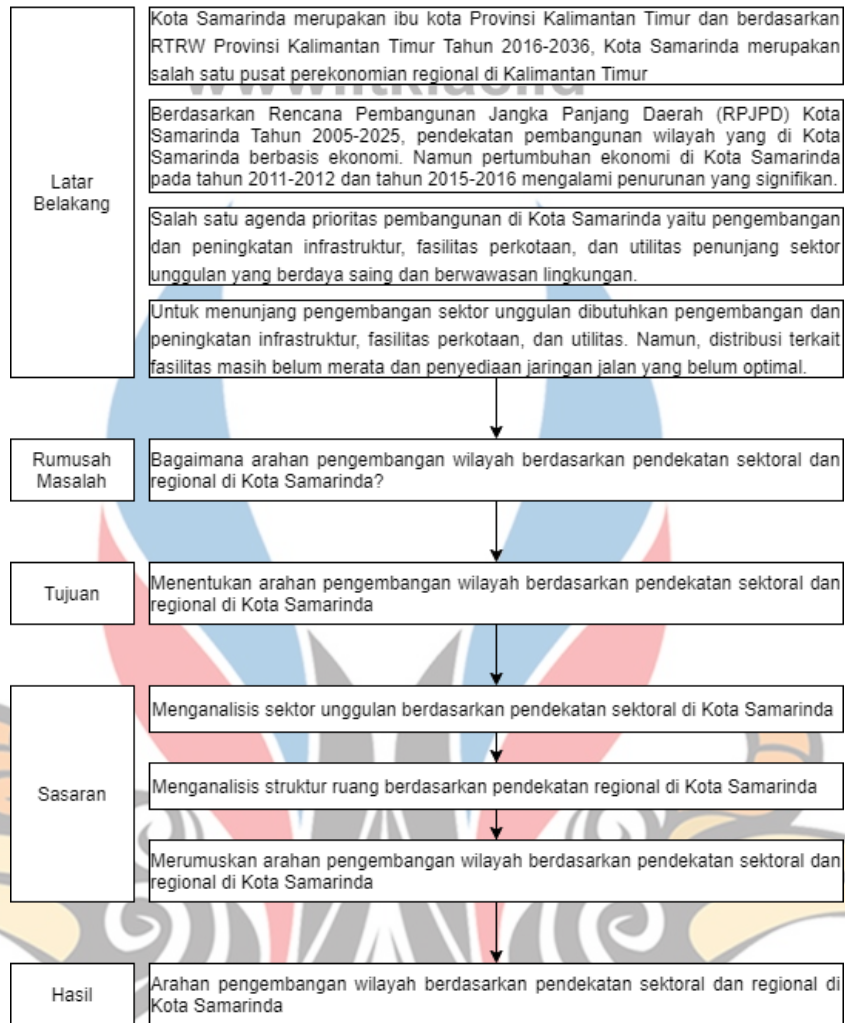 Kota Samarinda merupakan ibu kota Provinsi Kalimantan Timur dan berdasarkan
RTRW Provinsi Kalimantan Timur Tahun 2016-2036, Kota Samarinda merupakan
salah satu pusat perekonomian regional di Kalimantan Timur
Latar
Belakang
Berdasarkan Rencana Pembangunan Jangka Panjang Daerah (RPJPD) Kota
Samarinda Tahun 2005-2025, pendekatan pembangunan wilayah yang di Kota
Samarinda berbasis ekonomi. Namun pertumbuhan ekonomi di Kota Samarinda
pada tahun 2011-2012 dan tahun 2015-2016 mengalami penurunan yang signifikan.
Salah satu agenda prioritas pembangunan di Kota Samarinda yaitu pengembangan
dan peningkatan infrastruktur, fasilitas perkotaan, dan utilitas penunjang sektor
unggulan yang berdaya saing dan berwawasan lingkungan.
Untuk menunjang pengembangan sektor unggulan dibutuhkan pengembangan dan
peningkatan infrastruktur, fasilitas perkotaan, dan utilitas. Namun, distribusi terkait
fasilitas masih belum merata dan penyediaan jaringan jalan yang belum optimal.
Rumusah
Masalah
Bagaimana arahan pengembangan wilayah berdasarkan pendekatan sektoral dan
regional di Kota Samarinda?
Tujuan
Menentukan arahan pengembangan wilayah berdasarkan pendekatan sektoral dan
regional di Kota Samarinda
Sasaran
Menganalisis sektor unggulan berdasarkan pendekatan sektoral di Kota Samarinda
Menganalisis struktur ruang berdasarkan pendekatan regional di Kota Samarinda
Merumuskan arahan pengembangan wilayah berdasarkan pendekatan sektoral dan
regional di Kota Samarinda
Hasil
Arahan pengembangan wilayah berdasarkan pendekatan sektoral dan regional di
Kota Samarinda